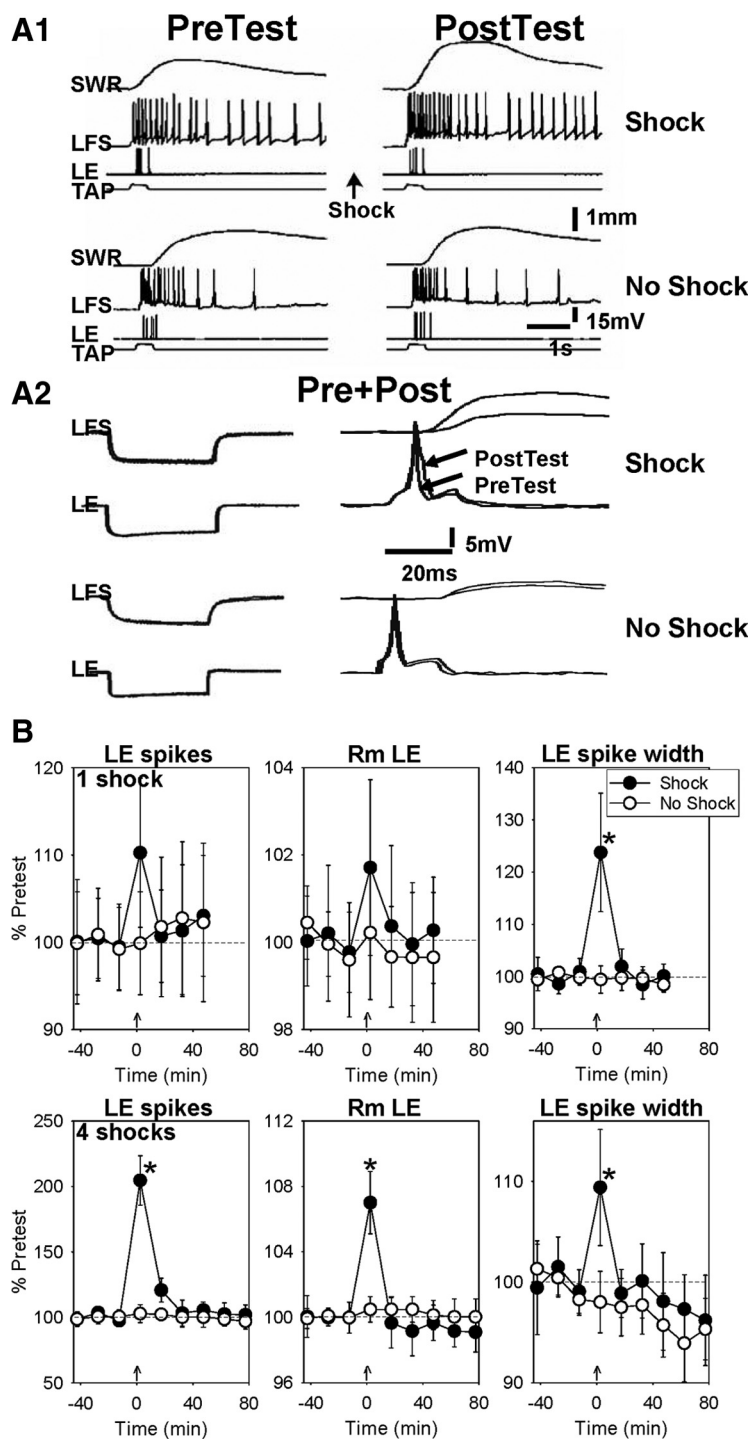 A1
PreTest PostTest
SWR
LFS
LE
TAP
Shock
Shock
1mm
SWR
LFS
LE
TAP
No Shock
15mV
1s
A2
Pre+Post
LFS
LE
PostTest
PreTest
Shock
5mV
20ms
LFS
LE
No Shock
B
LE spikes
1 shock
% Pretest
120
110
100
90
-40 0 40 80
Time (min)
Rm LE
104
102
100
98
-40 0 40 80
Time (min)
LE spike width
140
130
120
110
100
90
Shock
No Shock
*
-40 0 40 80
Time (min)
LE spikes
4 shocks
% Pretest
250
200
150
100
50
*
-40 0 40 80
Time (min)
Rm LE
112
108
104
100
96
*
-40 0 40 80
Time (min)
LE spike width
110
100
90
*
-40 0 40 80
Time (min)